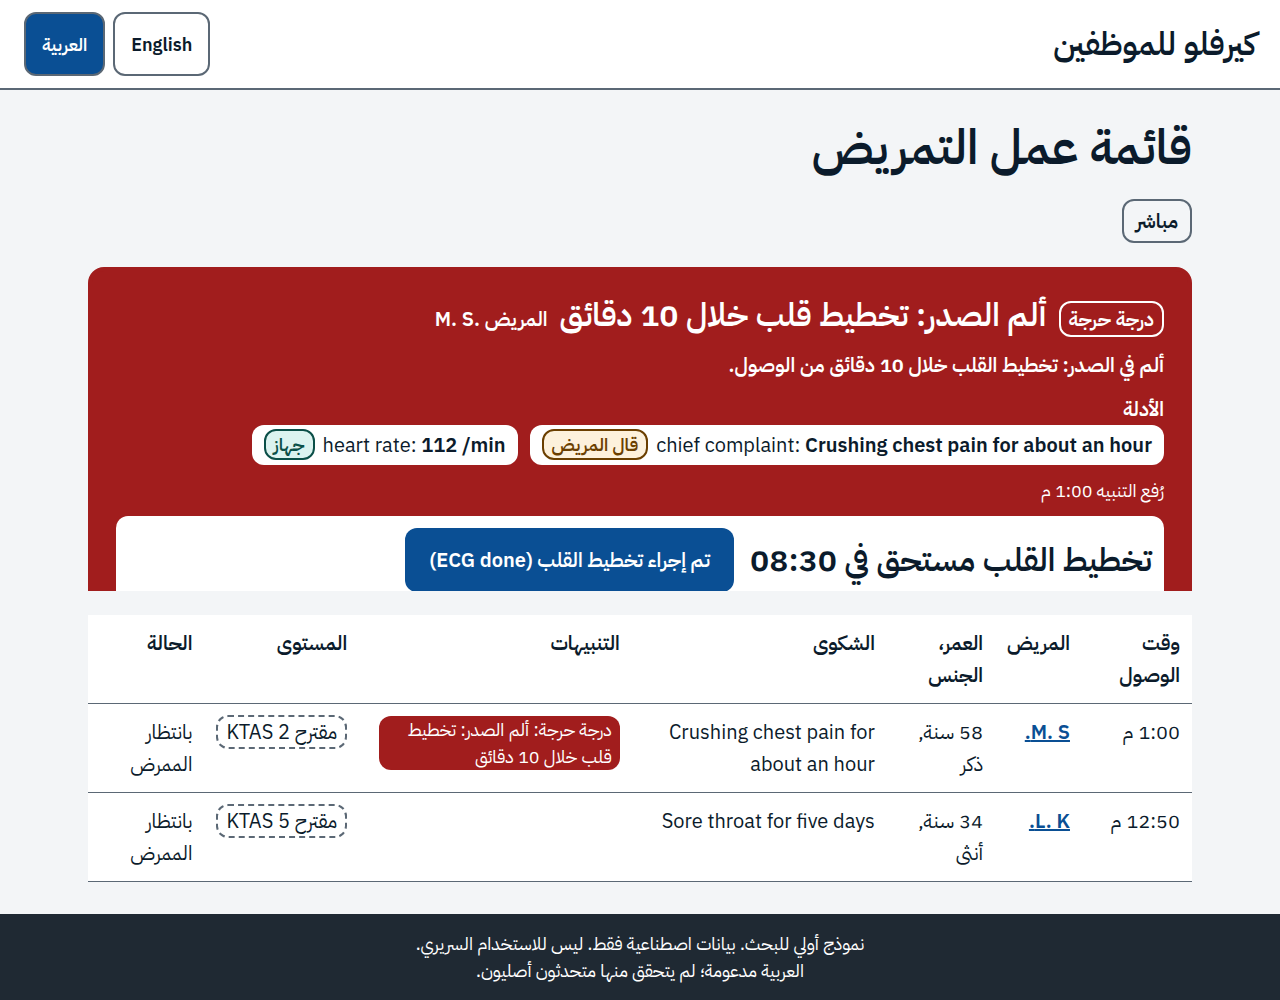 كيرفلو للموظفين
English
العربية
قائمة عمل التمريض
مباشر
درجة حرجة ألم الصدر: تخطيط قلب خلال 10 دقائق المريض M. S.
ألم في الصدر: تخطيط القلب خلال 10 دقائق من الوصول.
الأدلة
chief complaint: Crushing chest pain for about an hour قال المريض
heart rate: 112 /min جهاز
رُفع التنبيه 1:00 م
تخطيط القلب مستحق في 08:30
تم إجراء تخطيط القلب (ECG done)
وقت الوصول
المريض
العمر، الجنس
الشكوى
التنبيهات
المستوى
الحالة
1:00 م
M. S.
58 سنة, ذكر
Crushing chest pain for
about an hour
درجة حرجة: ألم الصدر: تخطيط
قلب خلال 10 دقائق
مقترح KTAS 2
بانتظار الممرض
12:50 م
L. K.
34 سنة, أنثى
Sore throat for five days
مقترح KTAS 5
بانتظار الممرض
نموذج أولي للبحث. بيانات اصطناعية فقط. ليس للاستخدام السريري.
العربية مدعومة؛ لم يتحقق منها متحدثون أصليون.